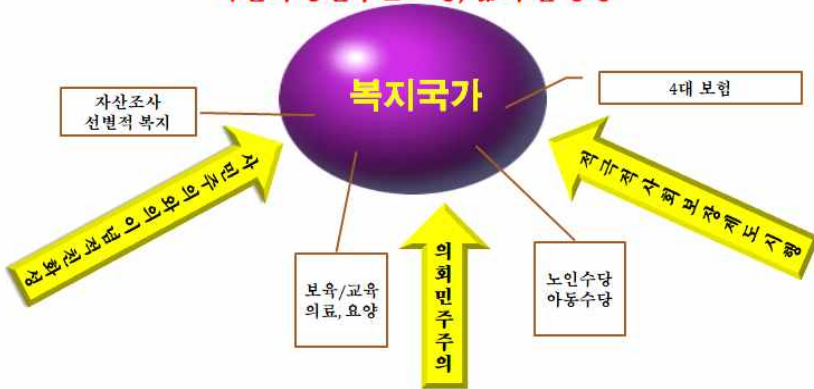 복지국가
자산조사
선별적 복지
4대 보험
사민주의와의이념적친화성
적극적사회보장제도시행
보육/교육
의료, 요양
의회민주주의
노인수당
아동수당